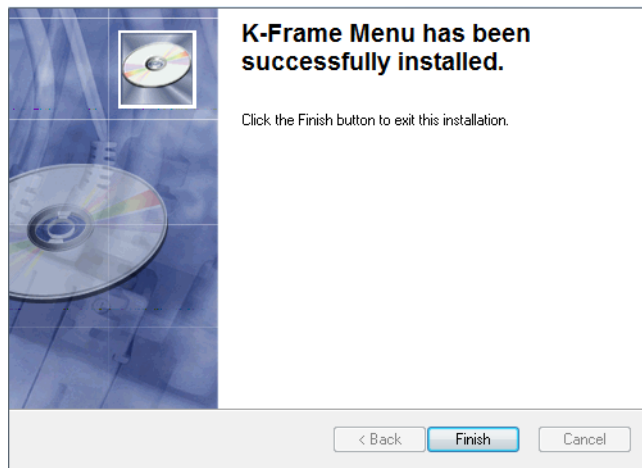 K-Frame Menu has been
successfully installed.
Click the Finish button to exit this installation.
< Back
Finish
Cancel